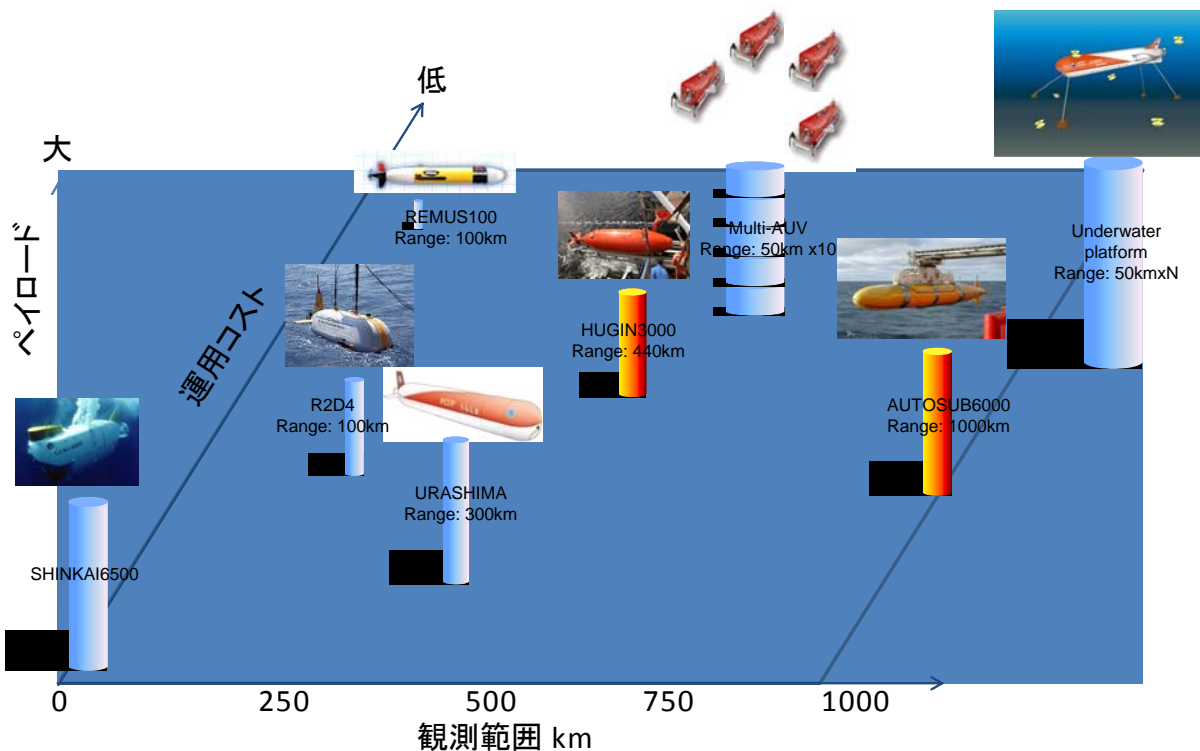 低
大
ペイロード
運用コスト
REMUS100
Range: 100km
Multi-AUV
Range: 50km x10
Underwater
platform
Range: 50kmxN
HUGIN3000
Range: 440km
R2D4
Range: 100km
AUTOSUB6000
Range: 1000km
URASHIMA
Range: 300km
SHINKAI6500
0 250 500 750 1000
観測範囲 km